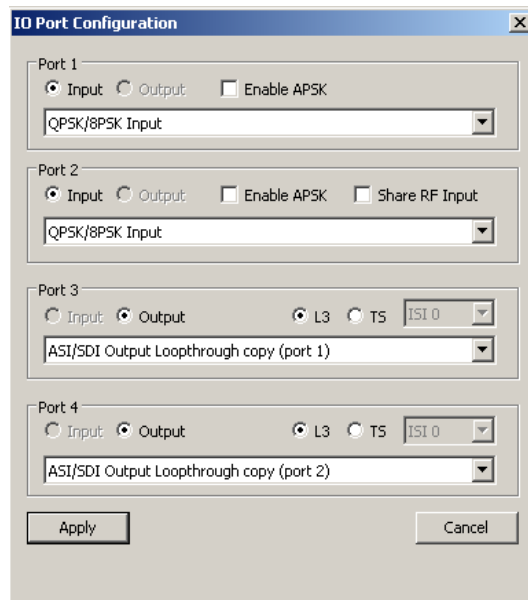 IO Port Configuration
Port 1
Input Output Enable APSK
QPSK/8PSK Input
Port 2
Input Output Enable APSK Share RF Input
QPSK/8PSK Input
Port 3
Input Output L3 TS ISI 0
ASI/SDI Output Loopthrough copy (port 1)
Port 4
Input Output L3 TS ISI 0
ASI/SDI Output Loopthrough copy (port 2)
Apply Cancel